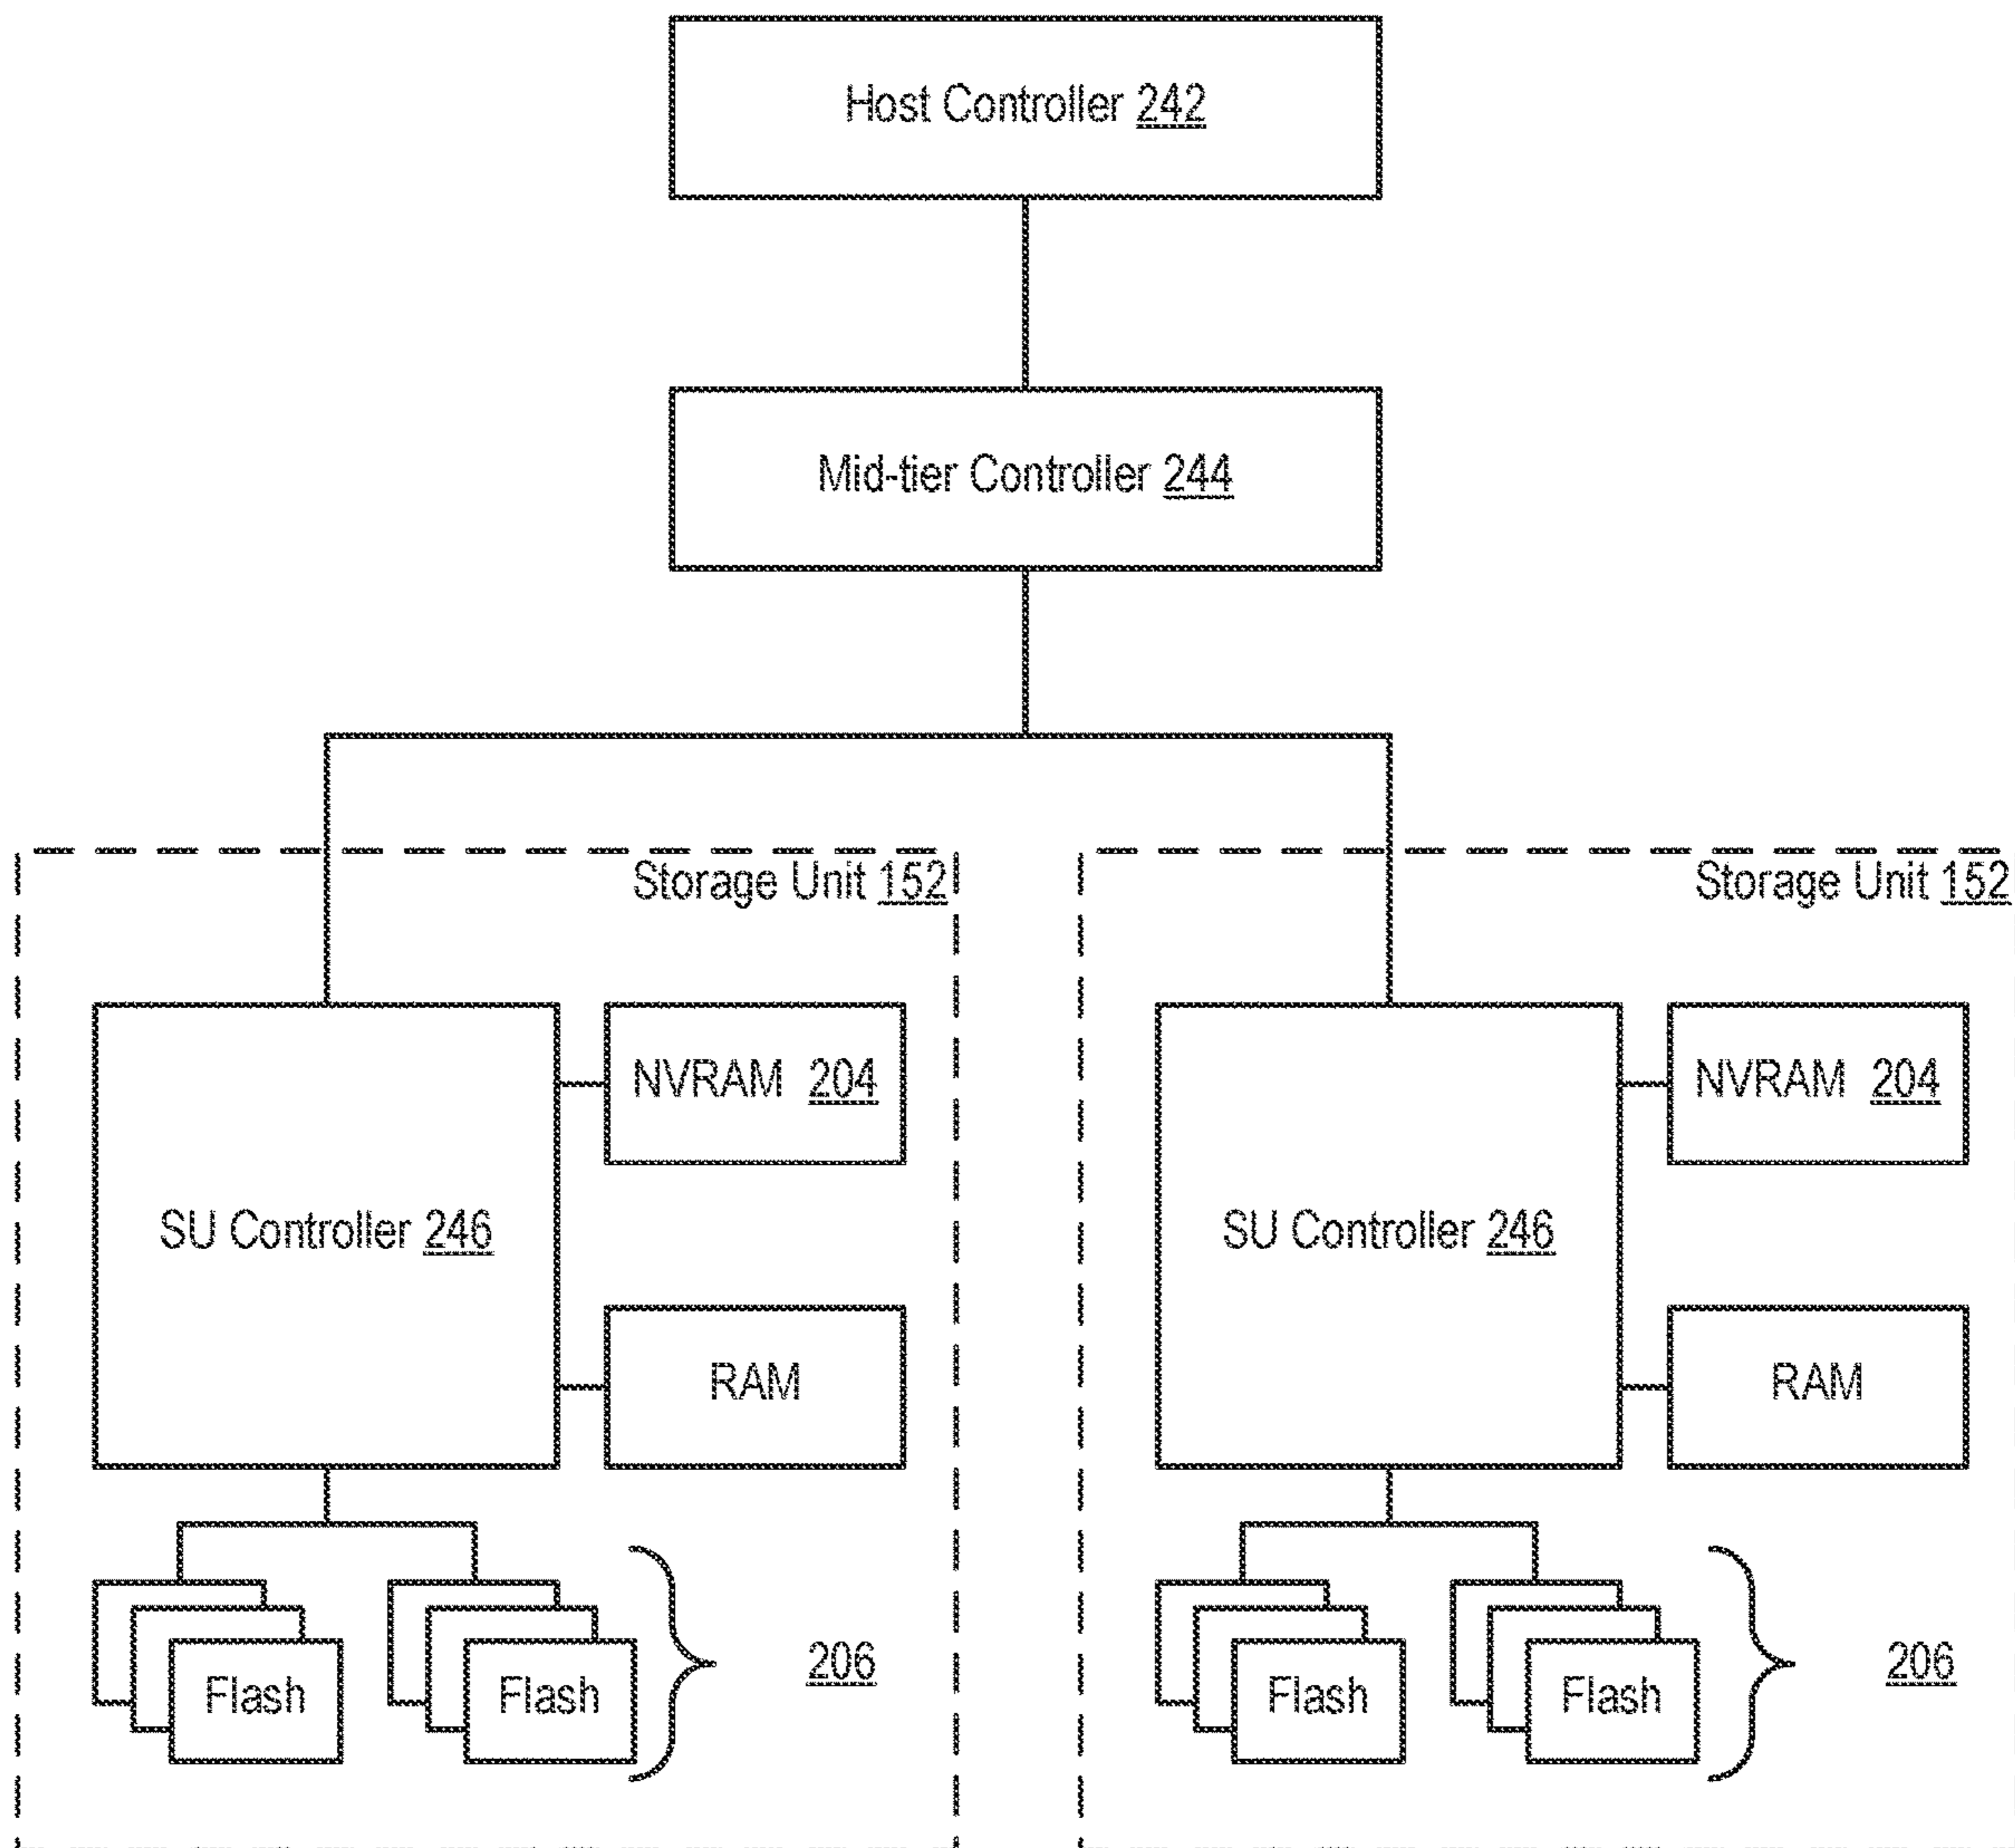 Host Controller 242
Mid-tier Controller 244
Storage Unit 152
NVRAM 204
SU Controller 246
RAM
Flash
Flash
206
Storage Unit 152
NVRAM 204
SU Controller 246
RAM
Flash
Flash
206